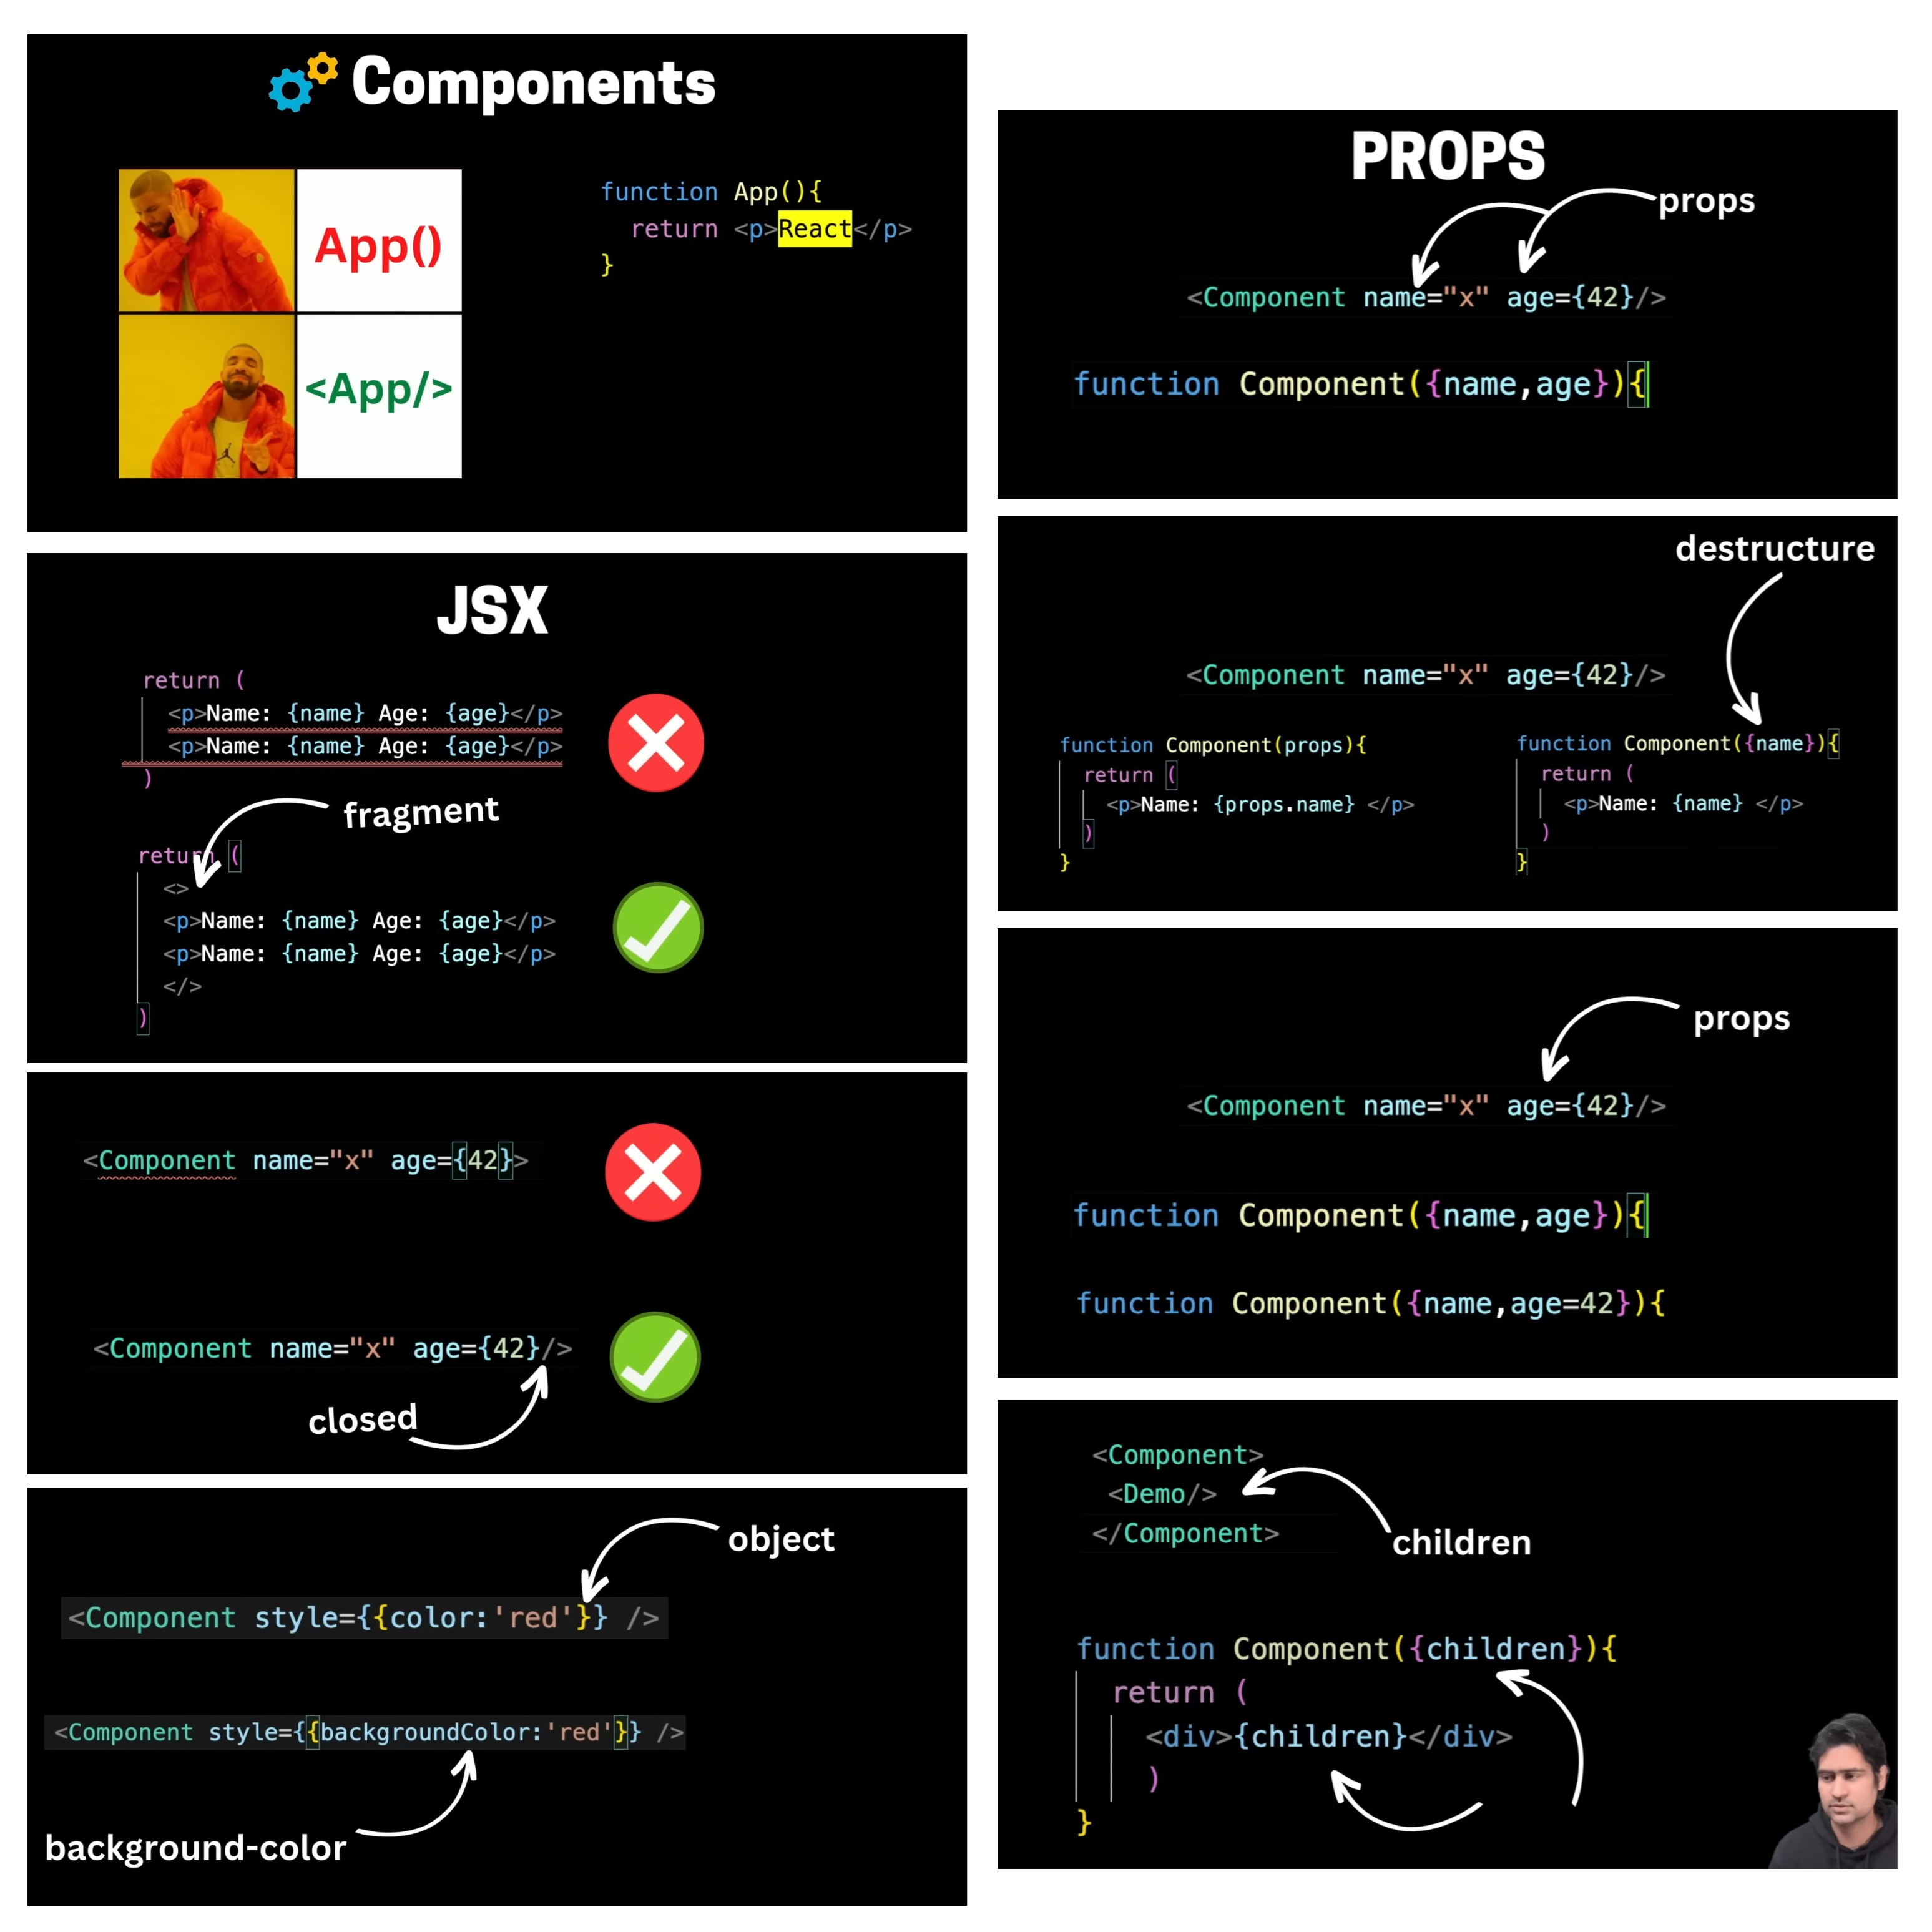 Components
App()
<App/>
function App(){
return <p>React</p>
}
JSX
return (
<p>Name: {name} Age: {age}</p>
<p>Name: {name} Age: {age}</p>
)
fragment
return (
<>
<p>Name: {name} Age: {age}</p>
<p>Name: {name} Age: {age}</p>
</>
)
<Component name="x" age={42}>
<Component name="x" age={42}/>
closed
object
<Component style={{color:'red'}} />
<Component style={{backgroundColor:'red'}} />
background-color
PROPS
props
<Component name="x" age={42}/>
function Component({name,age}){
destructure
<Component name="x" age={42}/>
function Component(props){
return (
<p>Name: {props.name} </p>
)
}
function Component({name}){
return (
<p>Name: {name} </p>
)
}
props
<Component name="x" age={42}/>
function Component({name,age}){
function Component({name,age=42}){
<Component>
<Demo/>
</Component>
children
function Component({children}){
return (
<div>{children}</div>
)
}